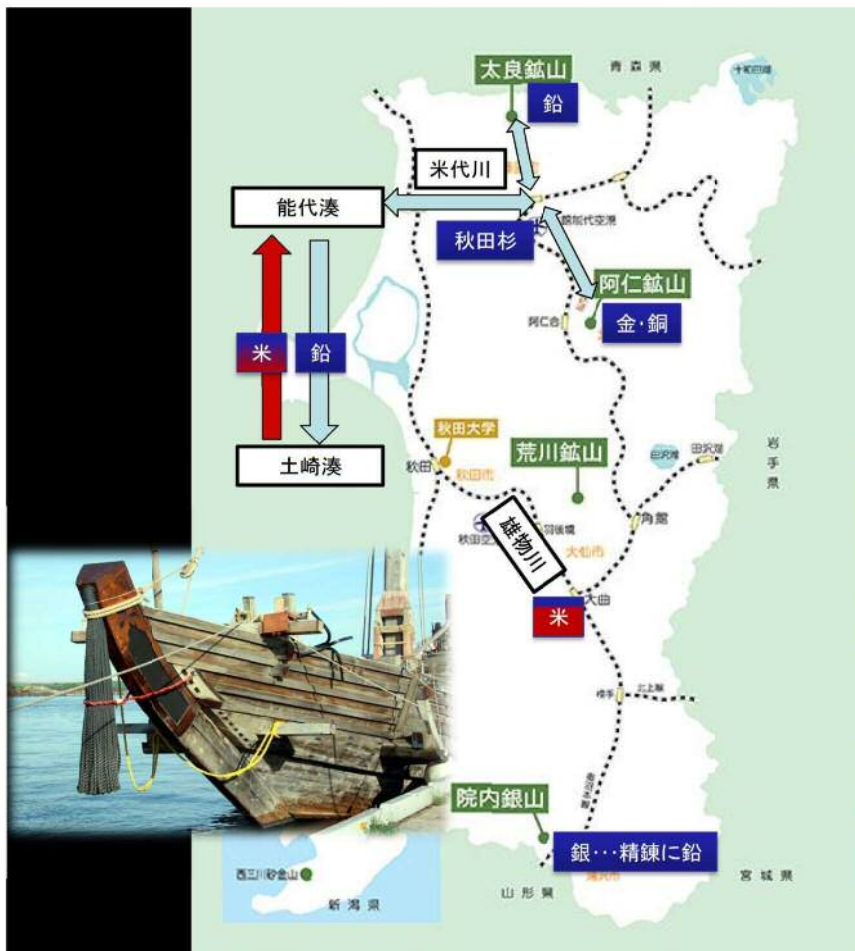 太良鉱山
青森県
十和田湖
鉛
米代川
能代湊
館能代空港
秋田杉
阿仁鉱山
金・銅
阿仁合
米
鉛
秋田大学
土崎湊
秋田
秋田市
荒川鉱山
田沢湖
田沢湖
岩手県
角館
雄物川
羽後境
秋田空
大仙市
大曲
米
横手
北上線
院内銀山
銀…精錬に鉛
湯沢市
西三川砂金山
新潟県
山形県
宮城県